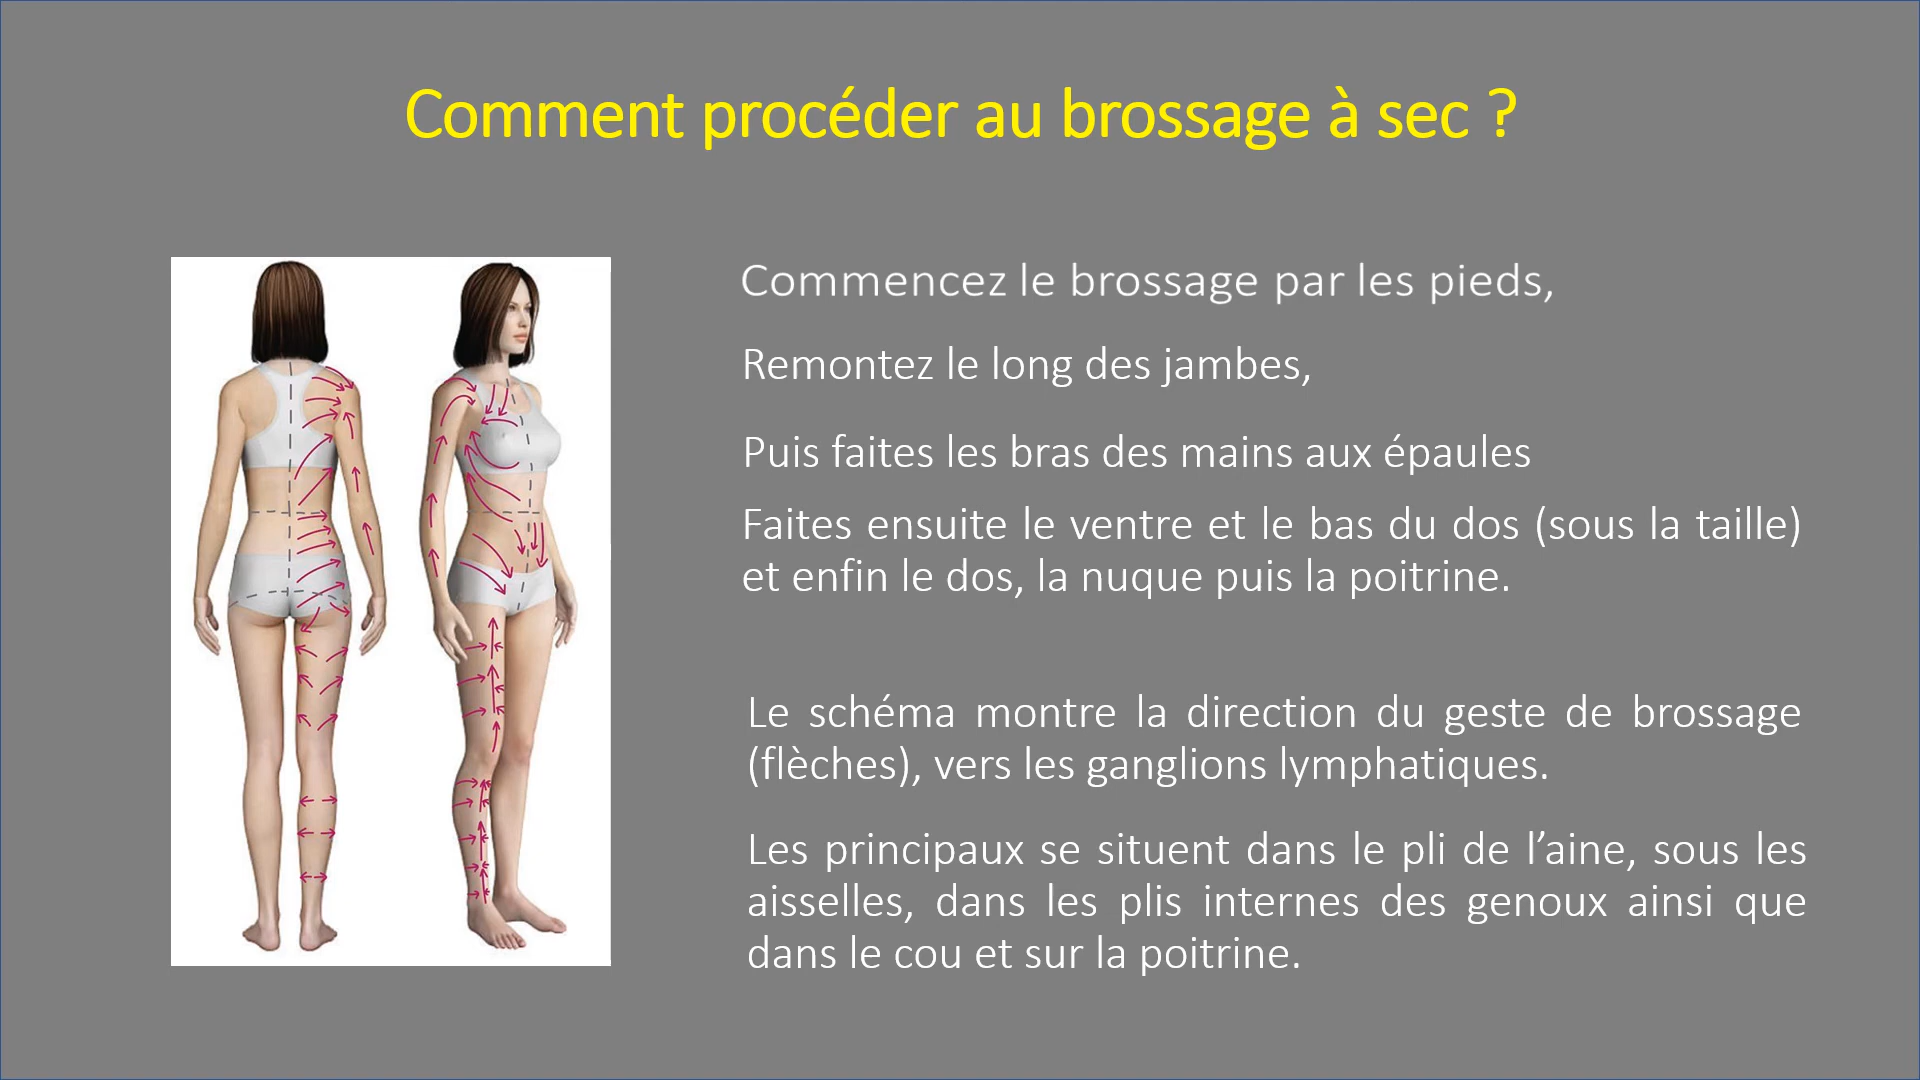 Comment procéder au brossage à sec ?
Commencez le brossage par les pieds,
Remontez le long des jambes,
Puis faites les bras des mains aux épaules
Faites ensuite le ventre et le bas du dos (sous la taille)
et enfin le dos, la nuque puis la poitrine.
Le schéma montre la direction du geste de brossage
(flèches), vers les ganglions lymphatiques.
Les principaux se situent dans le pli de l’aine, sous les
aisselles, dans les plis internes des genoux ainsi que
dans le cou et sur la poitrine.